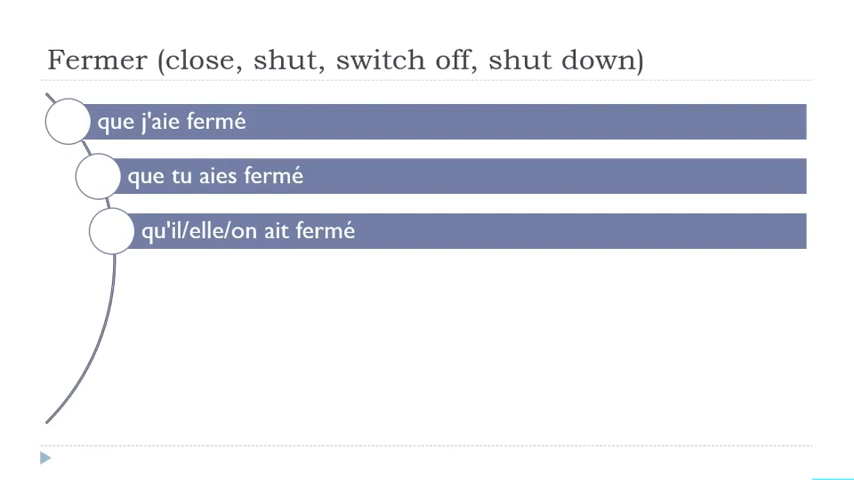 Fermer (close, shut, switch off, shut down)
que j'aie fermé
que tu aies fermé
qu'il/elle/on ait fermé